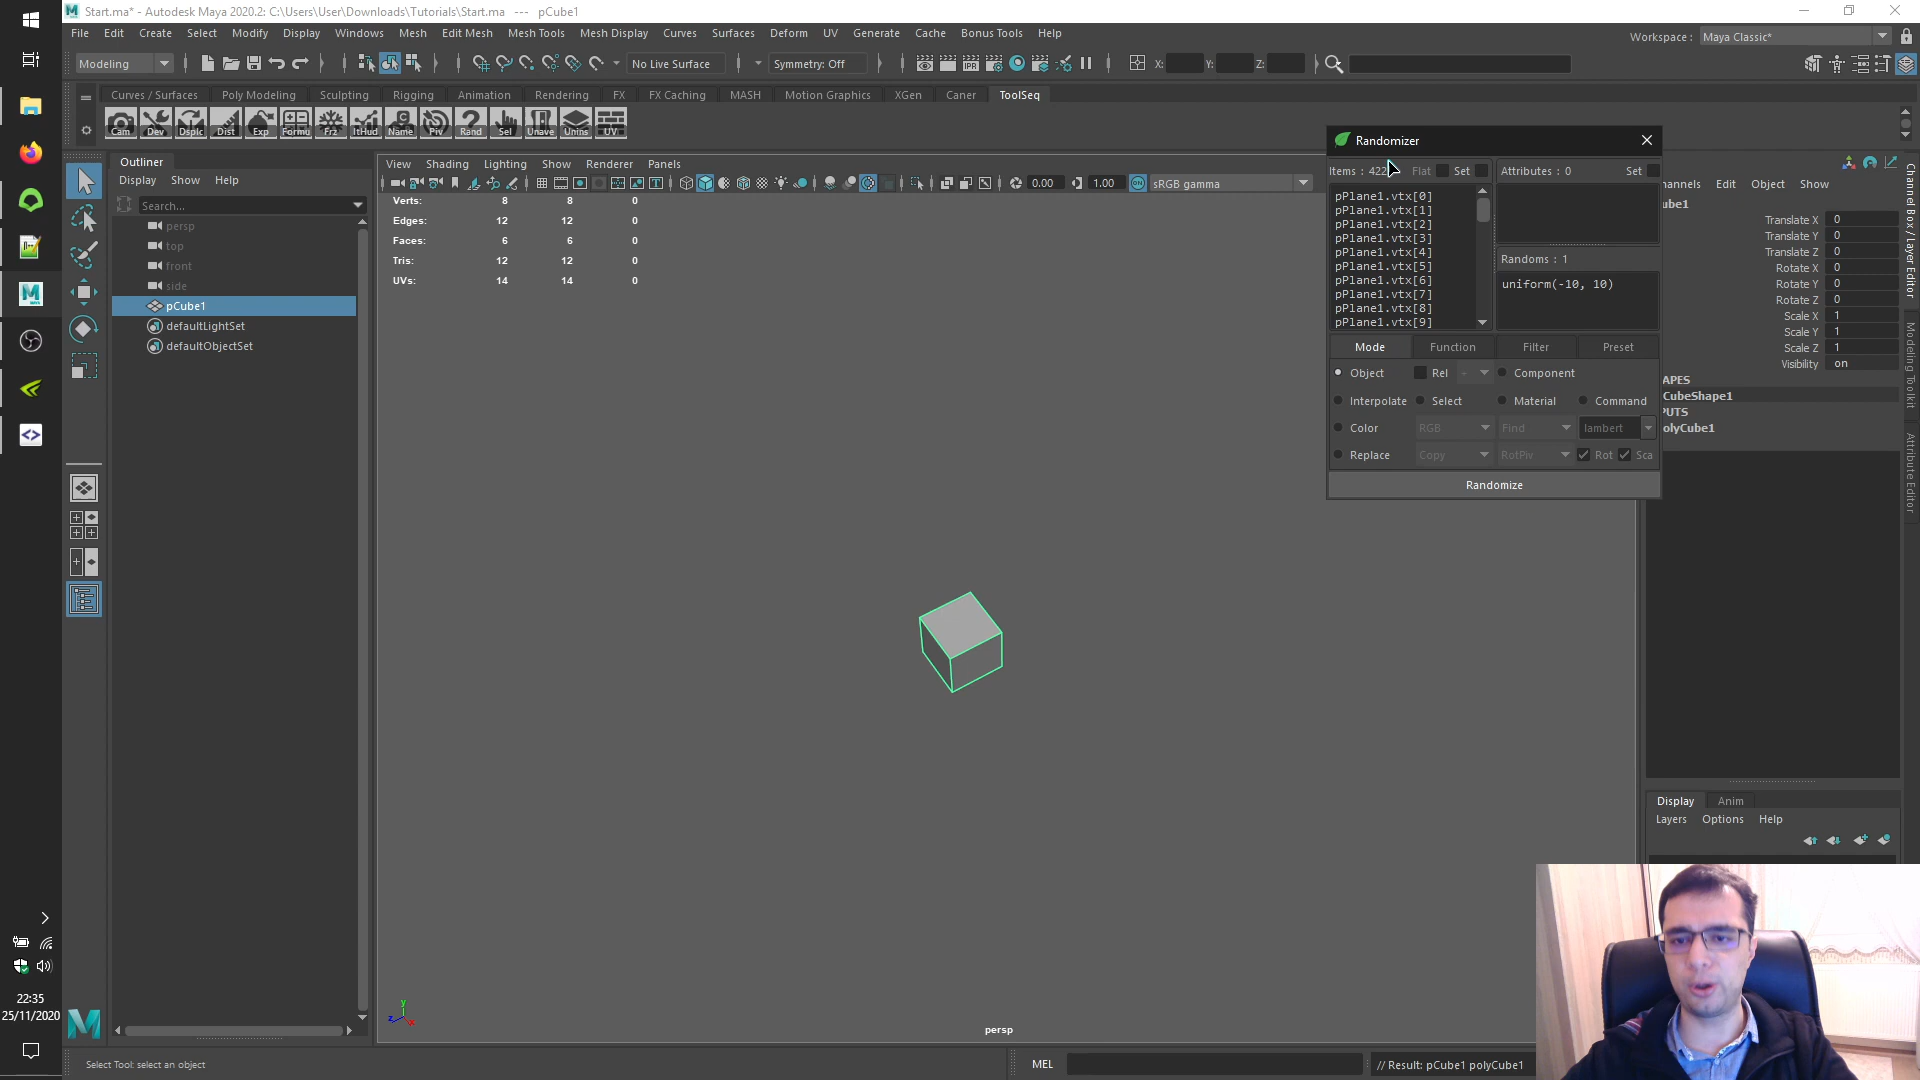 Start.ma* - Autodesk Maya 2020.2: C:\Users\User\Downloads\Tutorials\Start.ma --- pCube1
File Edit Create Select Modify Display Windows Mesh Edit Mesh Mesh Tools Mesh Display Curves Surfaces Deform UV Generate Cache Bonus Tools Help
Workspace : Maya Classic*
Modeling
No Live Surface
Symmetry: Off
IPR
X:
Y:
Z:
Curves / Surfaces Poly Modeling Sculpting Rigging Animation Rendering FX FX Caching MASH Motion Graphics XGen Caner ToolSeq
Cam Dev Dsplc Dist Exp Formu Frz ItHud Name Piv Rand Sel Unave Unins UV
Outliner
Display Show Help
Search...
persp
top
front
side
pCube1
defaultLightSet
defaultObjectSet
View Shading Lighting Show Renderer Panels
0.00
1.00
sRGB gamma
Verts: 8 8 0
Edges: 12 12 0
Faces: 6 6 0
Tris: 12 12 0
UVs: 14 14 0
persp
Randomizer
Items : 422
Flat
Set
Attributes : 0
Set
pPlane1.vtx[0]
pPlane1.vtx[1]
pPlane1.vtx[2]
pPlane1.vtx[3]
pPlane1.vtx[4]
pPlane1.vtx[5]
pPlane1.vtx[6]
pPlane1.vtx[7]
pPlane1.vtx[8]
pPlane1.vtx[9]
Randoms : 1
uniform(-10, 10)
Mode Function Filter Preset
Object Rel - Component
Interpolate Select Material Command
Color RGB Find lambert
Replace Copy RotPiv Rot Sca
Randomize
annels Edit Object Show
ube1
Translate X 0
Translate Y 0
Translate Z 0
Rotate X 0
Rotate Y 0
Rotate Z 0
Scale X 1
Scale Y 1
Scale Z 1
Visibility on
APES
CubeShape1
PUTS
olyCube1
Channel Box / Layer Editor
Modeling Toolkit
Attribute Editor
Display Anim
Layers Options Help
22:35
25/11/2020
Select Tool: select an object
MEL
// Result: pCube1 polyCube1